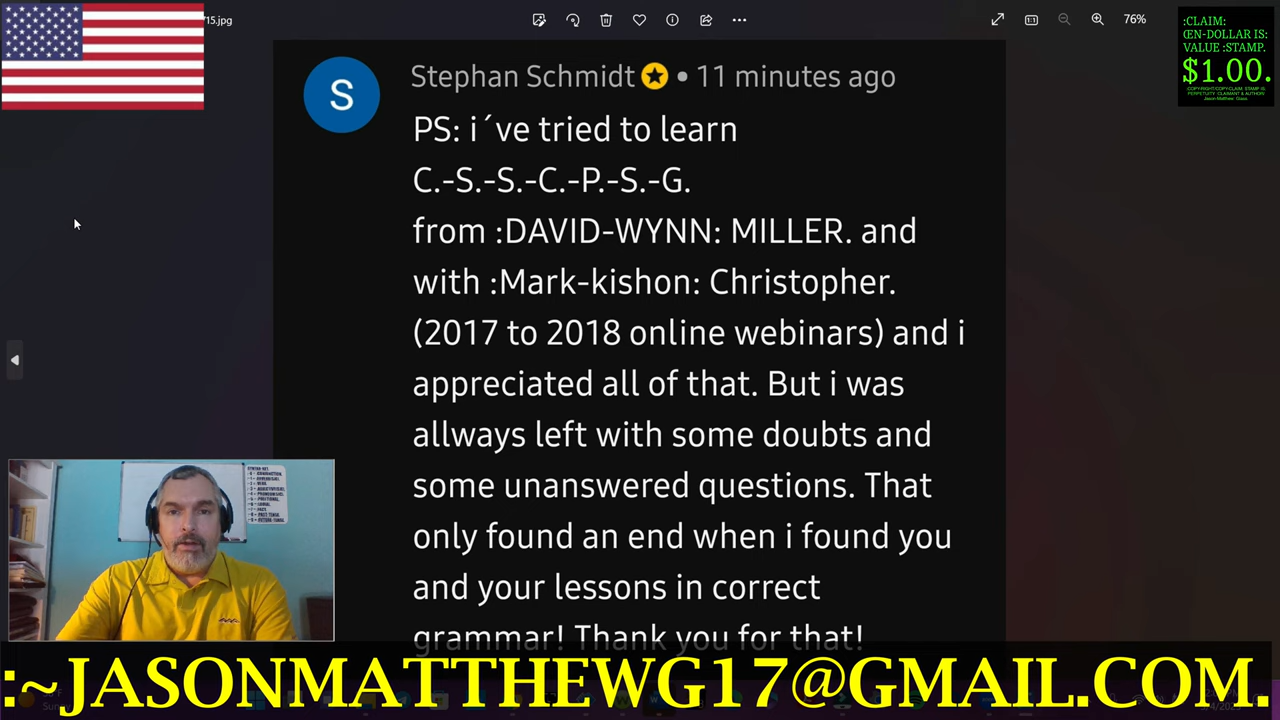 /15.jpg
76%
:CLAIM:
ŒN-DOLLAR IS:
VALUE :STAMP.
$1.00.
Stephan Schmidt • 11 minutes ago
S
PS: i´ve tried to learn
C.-S.-S.-C.-P.-S.-G.
from :DAVID-WYNN: MILLER. and
with :Mark-kishon: Christopher.
(2017 to 2018 online webinars) and i
appreciated all of that. But i was
allways left with some doubts and
some unanswered questions. That
only found an end when i found you
and your lessons in correct
grammar! Thank you for that!
:~JASONMATTHEWG17@GMAIL.COM.